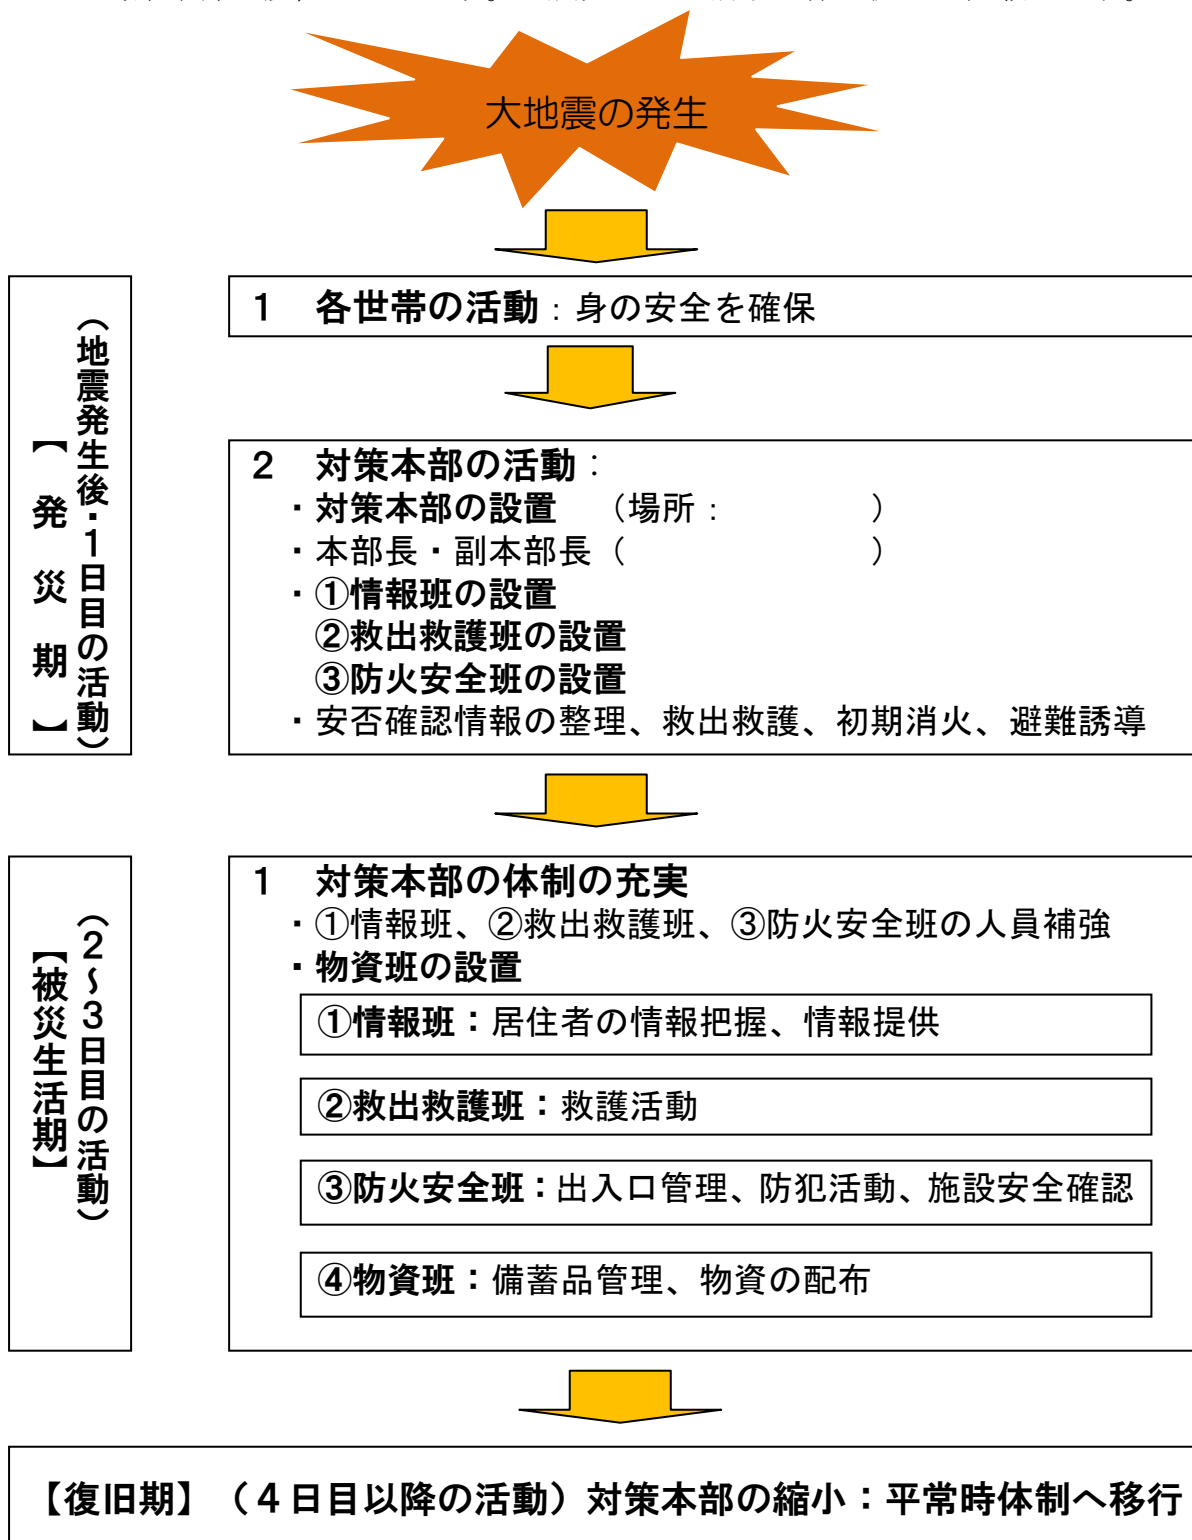 大地震の発生
(地震発生後・1日目の活動)
【発災期】
1 各世帯の活動:身の安全を確保
2 対策本部の活動:
・対策本部の設置 (場所: )
・本部長・副本部長( )
・①情報班の設置
②救出救護班の設置
③防火安全班の設置
・安否確認情報の整理、救出救護、初期消火、避難誘導
(2~3日目の活動)
【被災生活期】
1 対策本部の体制の充実
・①情報班、②救出救護班、③防火安全班の人員補強
・物資班の設置
①情報班:居住者の情報把握、情報提供
②救出救護班:救護活動
③防火安全班:出入口管理、防犯活動、施設安全確認
④物資班:備蓄品管理、物資の配布
【復旧期】(4日目以降の活動)対策本部の縮小:平常時体制へ移行